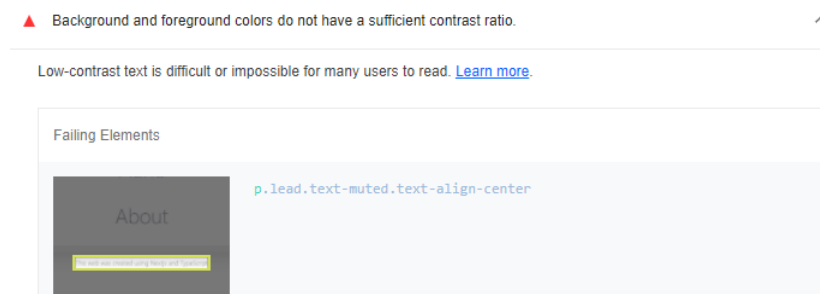 Background and foreground colors do not have a sufficient contrast ratio.
Low-contrast text is difficult or impossible for many users to read. Learn more.
Failing Elements
p.lead.text-muted.text-align-center
About